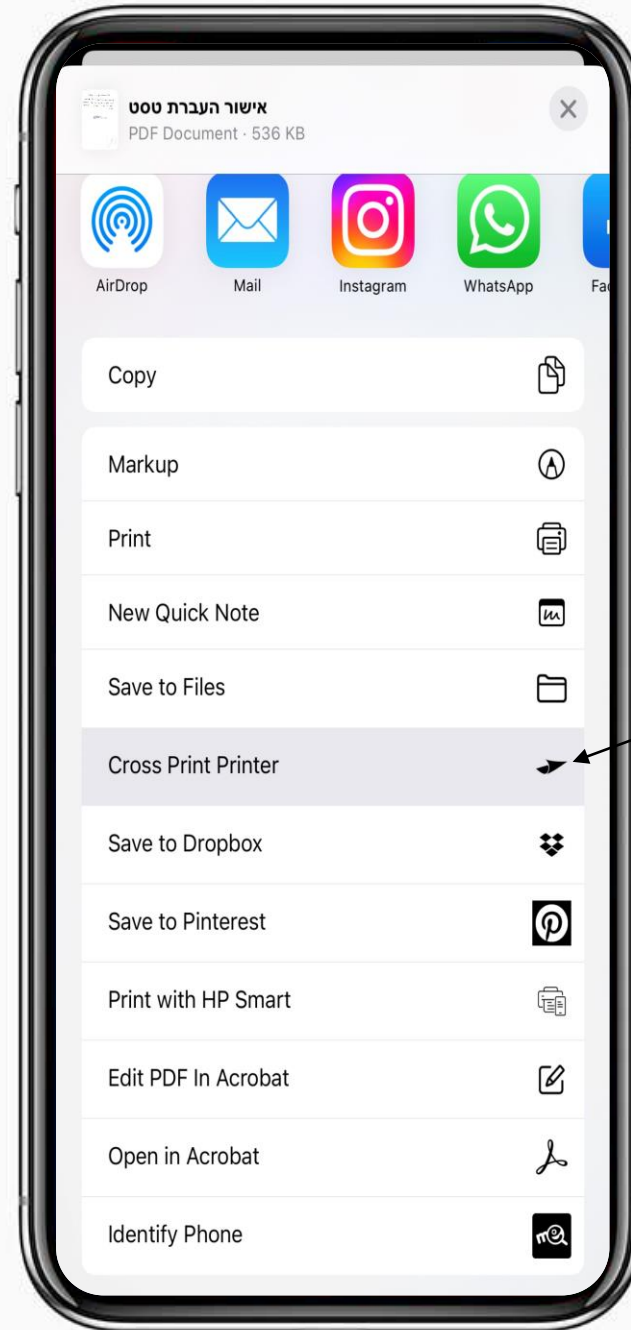 אישור העברת טסט
PDF Document · 536 KB
AirDrop Mail Instagram WhatsApp Fac
Copy
Markup
Print
New Quick Note
Save to Files
Cross Print Printer
Save to Dropbox
Save to Pinterest
Print with HP Smart
Edit PDF In Acrobat
Open in Acrobat
Identify Phone